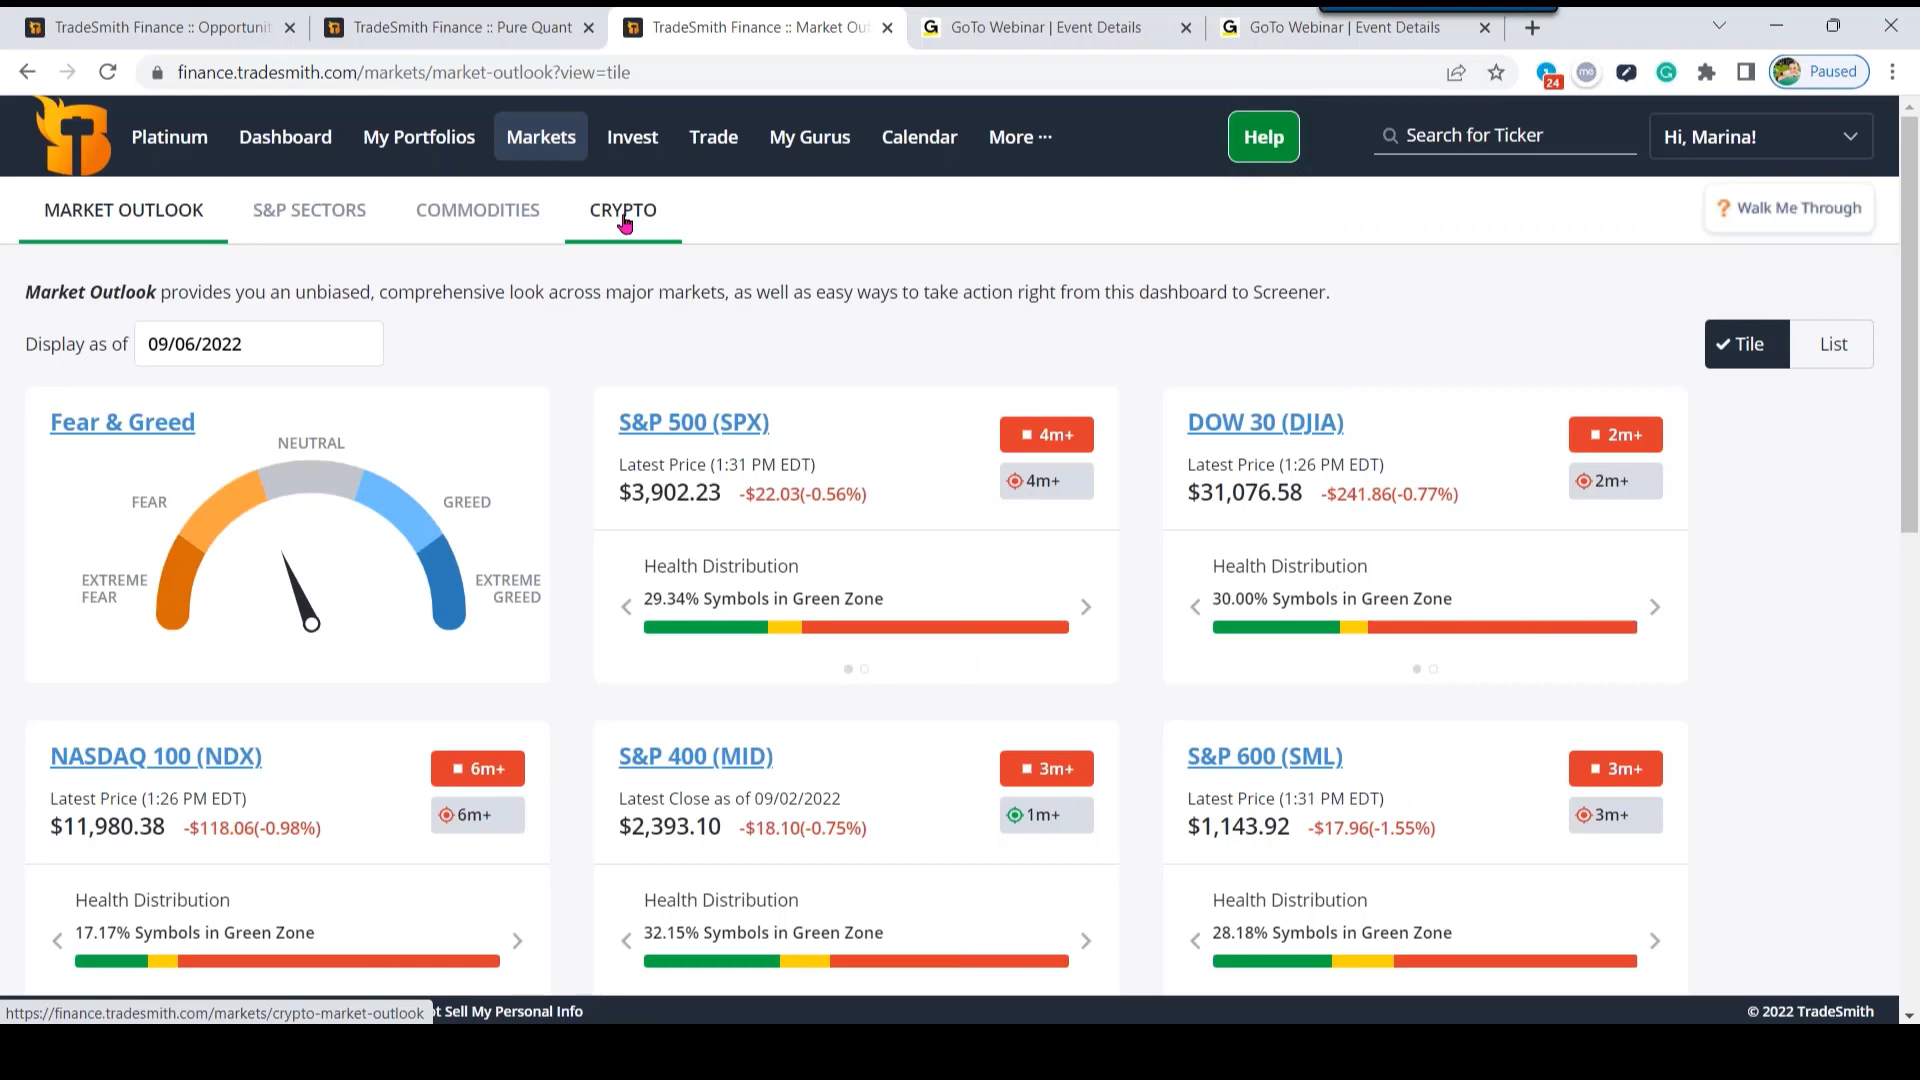 TradeSmith Finance :: Opportuni
TradeSmith Finance :: Pure Quant
TradeSmith Finance :: Market Ou
G GoTo Webinar | Event Details
G GoTo Webinar | Event Details
finance.tradesmith.com/markets/market-outlook?view=tile
24
me
G
Paused
Platinum Dashboard My Portfolios Markets Invest Trade My Gurus Calendar More ···
Help
Search for Ticker
Hi, Marina!
MARKET OUTLOOK S&P SECTORS COMMODITIES CRYPTO
? Walk Me Through
Market Outlook provides you an unbiased, comprehensive look across major markets, as well as easy ways to take action right from this dashboard to Screener.
Display as of 09/06/2022
Tile List
Fear & Greed
NEUTRAL
FEAR
GREED
EXTREME FEAR
EXTREME GREED
S&P 500 (SPX)
4m+
Latest Price (1:31 PM EDT)
$3,902.23 -$22.03(-0.56%)
4m+
Health Distribution
29.34% Symbols in Green Zone
DOW 30 (DJIA)
2m+
Latest Price (1:26 PM EDT)
$31,076.58 -$241.86(-0.77%)
2m+
Health Distribution
30.00% Symbols in Green Zone
NASDAQ 100 (NDX)
6m+
Latest Price (1:26 PM EDT)
$11,980.38 -$118.06(-0.98%)
6m+
Health Distribution
17.17% Symbols in Green Zone
S&P 400 (MID)
3m+
Latest Close as of 09/02/2022
$2,393.10 -$18.10(-0.75%)
1m+
Health Distribution
32.15% Symbols in Green Zone
S&P 600 (SML)
3m+
Latest Price (1:31 PM EDT)
$1,143.92 -$17.96(-1.55%)
3m+
Health Distribution
28.18% Symbols in Green Zone
https://finance.tradesmith.com/markets/crypto-market-outlook
t Sell My Personal Info
© 2022 TradeSmith